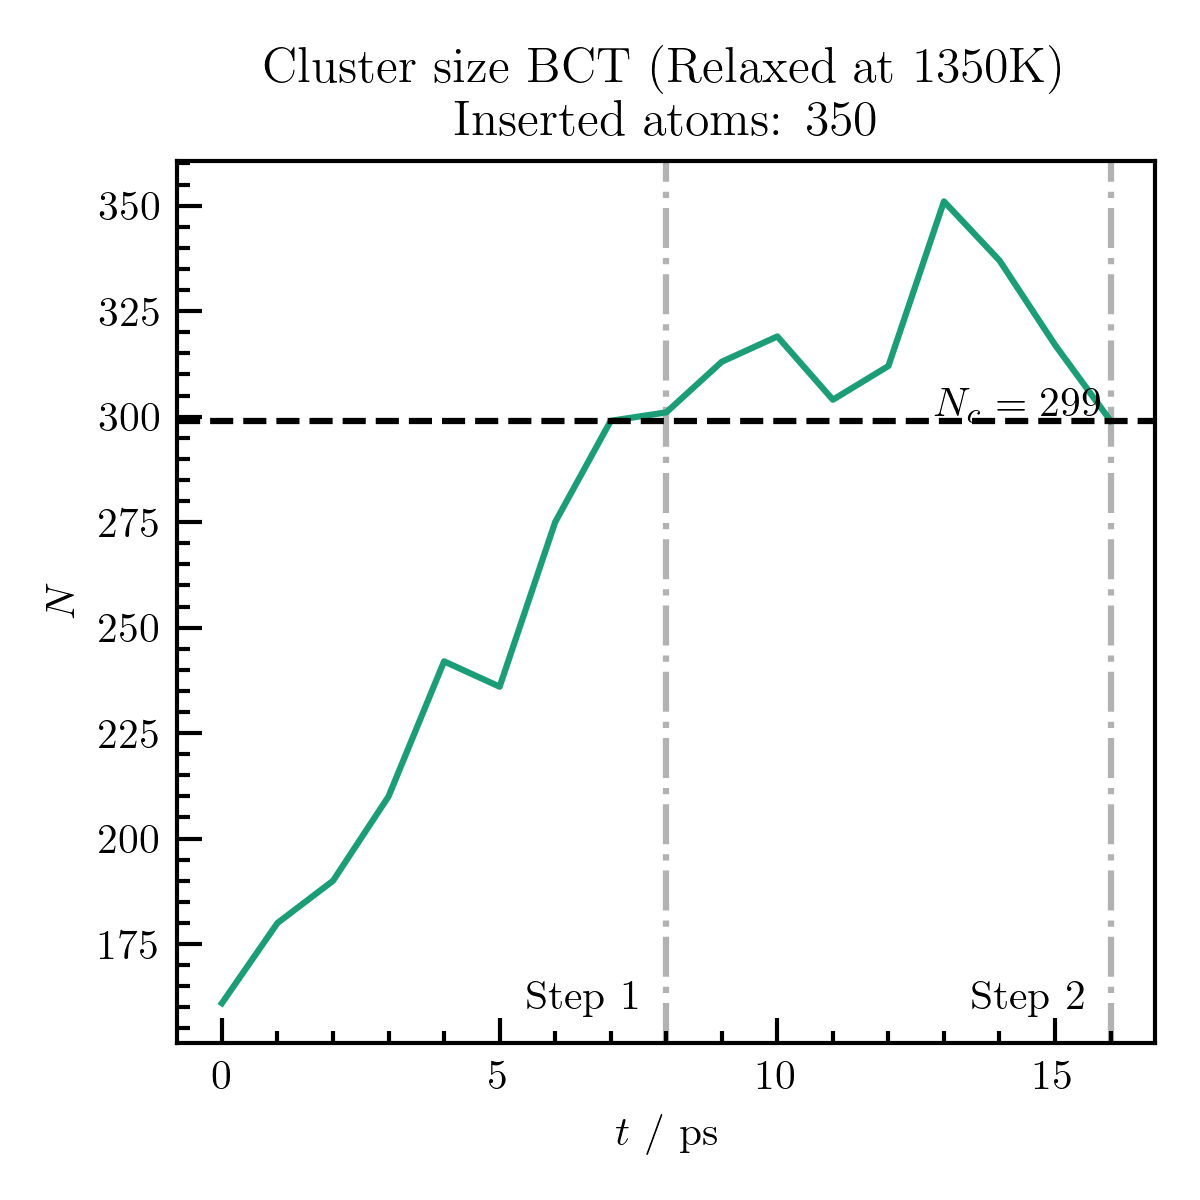 Cluster size BCT (Relaxed at 1350K)
Inserted atoms: 350
350
325
300
275
250
225
200
175
N
N_c = 299
Step 1
Step 2
0
5
10
15
t / ps